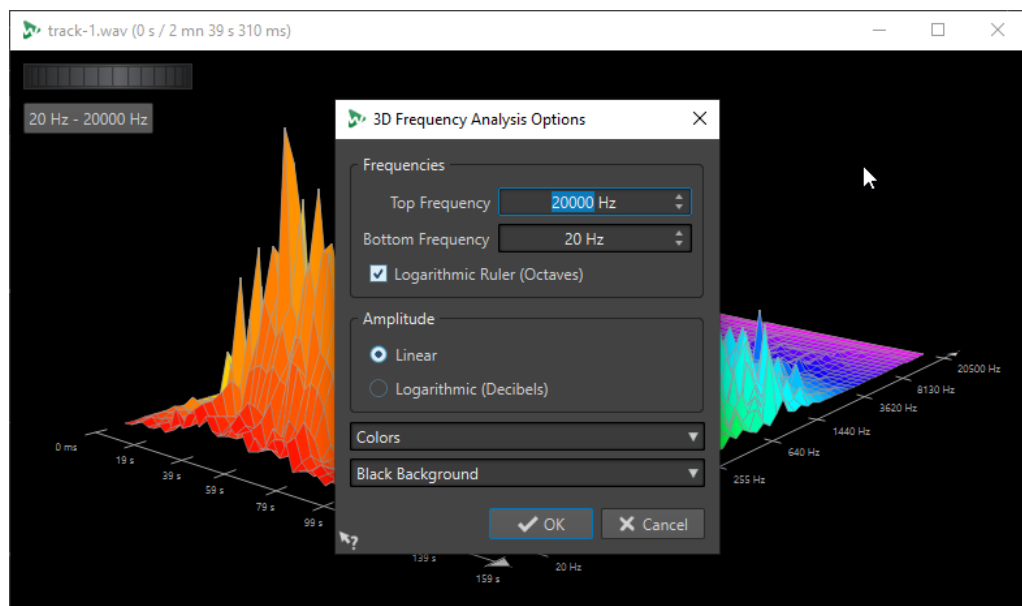 track-1.wav (0 s / 2 mn 39 s 310 ms)
20 Hz - 20000 Hz
3D Frequency Analysis Options
Frequencies
Top Frequency 20000 Hz
Bottom Frequency 20 Hz
Logarithmic Ruler (Octaves)
Amplitude
Linear
Logarithmic (Decibels)
Colors
Black Background
OK Cancel
?
0 ms
19 s
39 s
59 s
79 s
99 s
139 s
159 s
20 Hz
255 Hz
640 Hz
1440 Hz
3620 Hz
8130 Hz
20500 Hz